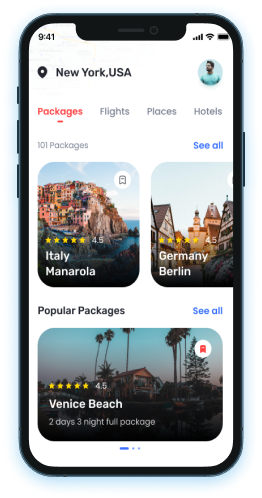 9:41
New York,USA
Packages Flights Places Hotels
101 Packages See all
4.5 4.5
Italy Germany
Manarola Berlin
Popular Packages See all
4.5
Venice Beach
2 days 3 night full package